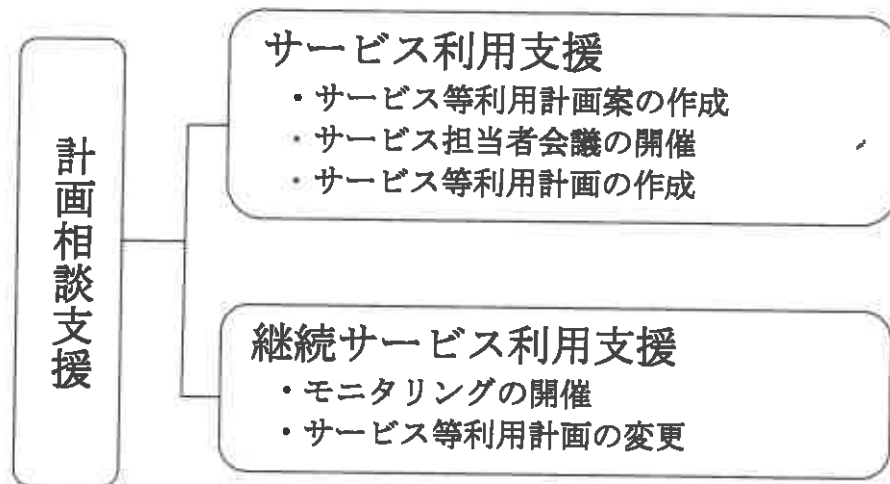 計画相談支援
サービス利用支援
・サービス等利用計画案の作成
・サービス担当者会議の開催
・サービス等利用計画の作成
継続サービス利用支援
・モニタリングの開催
・サービス等利用計画の変更